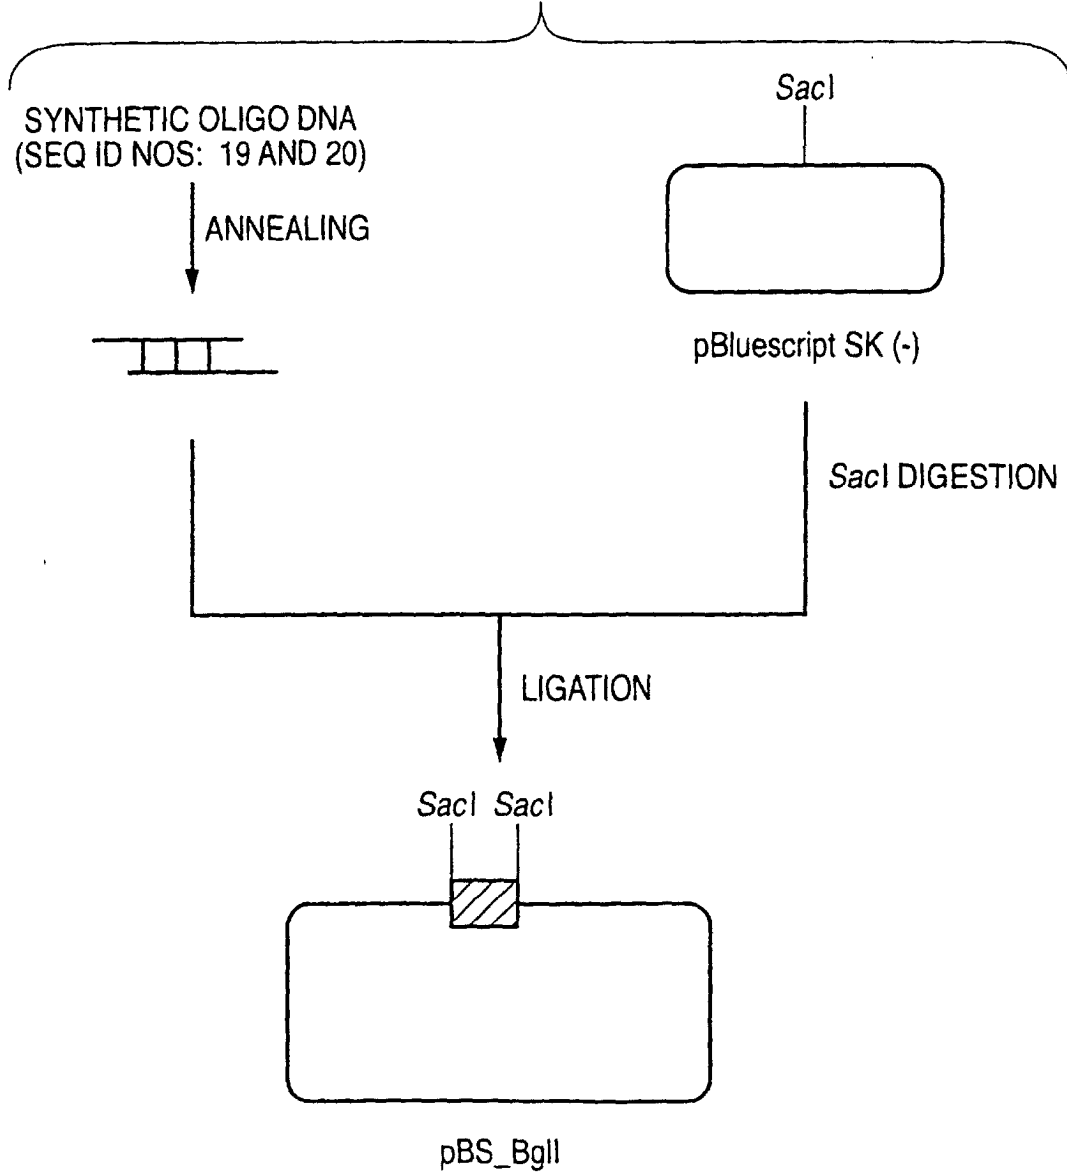 SYNTHETIC OLIGO DNA
(SEQ ID NOS: 19 AND 20)
ANNEALING
SacI
pBluescript SK (-)
SacI DIGESTION
LIGATION
SacI SacI
pBS_BglI